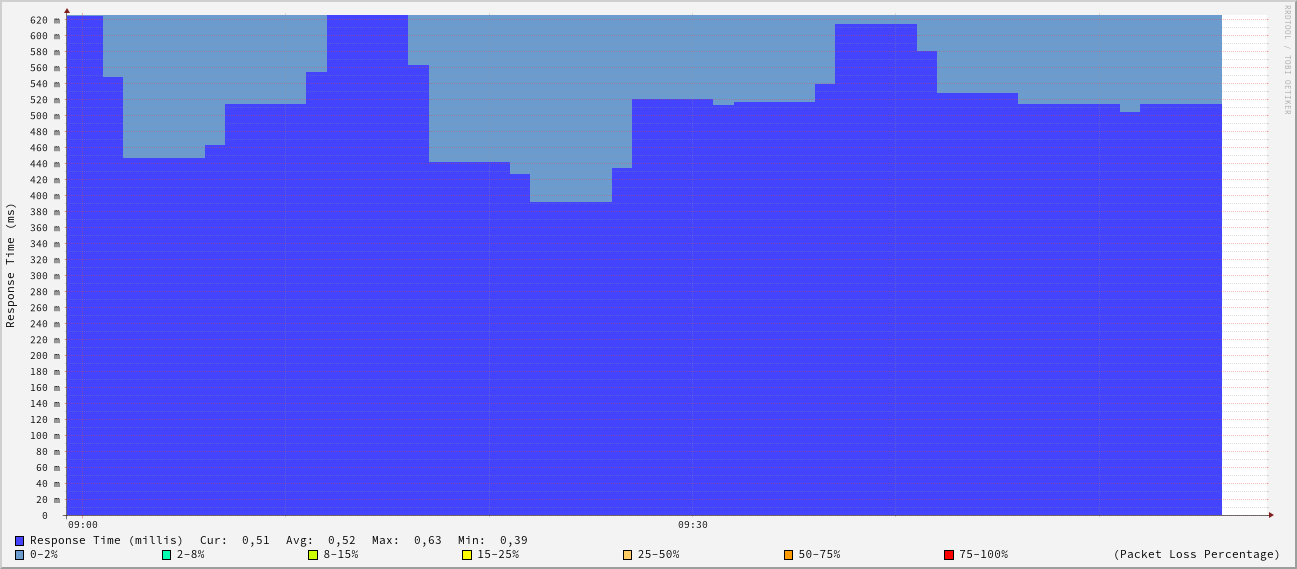 RRDTOOL / TOBI OETIKER
Response Time (ms)
620 m
600 m
580 m
560 m
540 m
520 m
500 m
480 m
460 m
440 m
420 m
400 m
380 m
360 m
340 m
320 m
300 m
280 m
260 m
240 m
220 m
200 m
180 m
160 m
140 m
120 m
100 m
80 m
60 m
40 m
20 m
0
09:00 09:30
Response Time (millis) Cur: 0,51 Avg: 0,52 Max: 0,63 Min: 0,39
0-2% 2-8% 8-15% 15-25% 25-50% 50-75% 75-100% (Packet Loss Percentage)